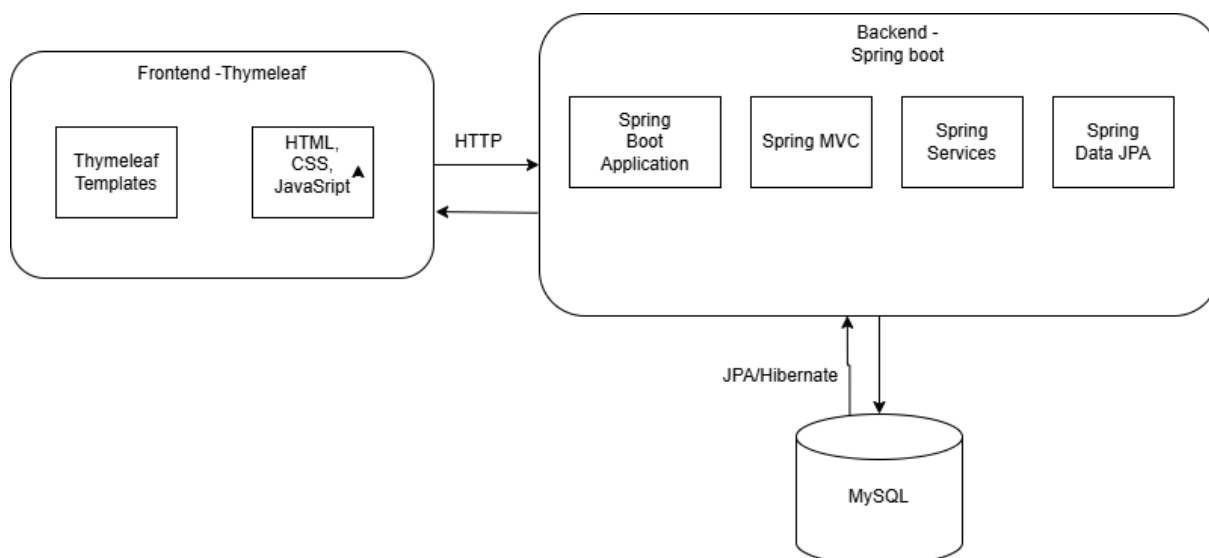 Backend -
Spring boot
Frontend -Thymeleaf
Thymeleaf
Templates
HTML,
CSS,
JavaSript
HTTP
Spring
Boot
Application
Spring MVC
Spring
Services
Spring
Data JPA
JPA/Hibernate
MySQL